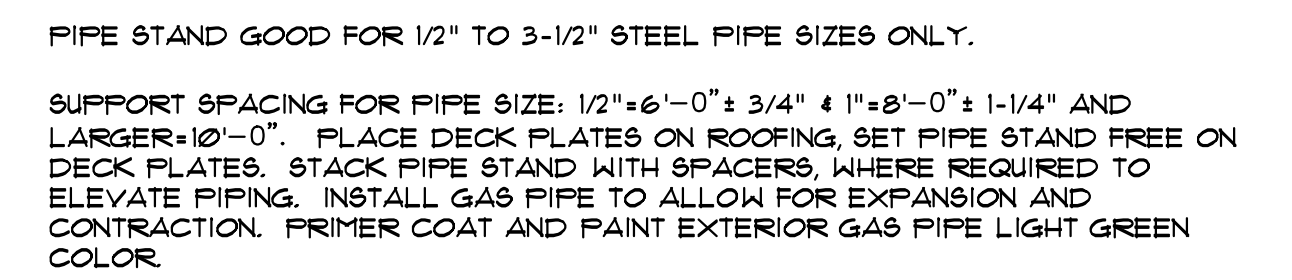 PIPE STAND GOOD FOR 1/2" TO 3-1/2" STEEL PIPE SIZES ONLY.
SUPPORT SPACING FOR PIPE SIZE: 1/2"=6'-0"± 3/4" & 1"=8'-0"± 1-1/4" AND
LARGER=10'-0". PLACE DECK PLATES ON ROOFING, SET PIPE STAND FREE ON
DECK PLATES. STACK PIPE STAND WITH SPACERS, WHERE REQUIRED TO
ELEVATE PIPING. INSTALL GAS PIPE TO ALLOW FOR EXPANSION AND
CONTRACTION. PRIMER COAT AND PAINT EXTERIOR GAS PIPE LIGHT GREEN
COLOR.